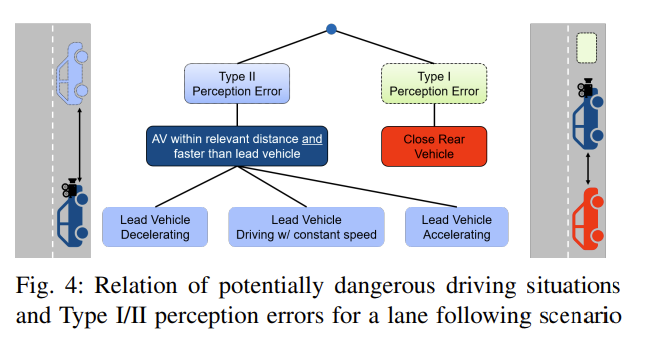 Type II
Perception Error
Type I
Perception Error
AV within relevant distance and
faster than lead vehicle
Close Rear
Vehicle
Lead Vehicle
Decelerating
Lead Vehicle
Driving w/ constant speed
Lead Vehicle
Accelerating
Fig. 4: Relation of potentially dangerous driving situations
and Type I/II perception errors for a lane following scenario